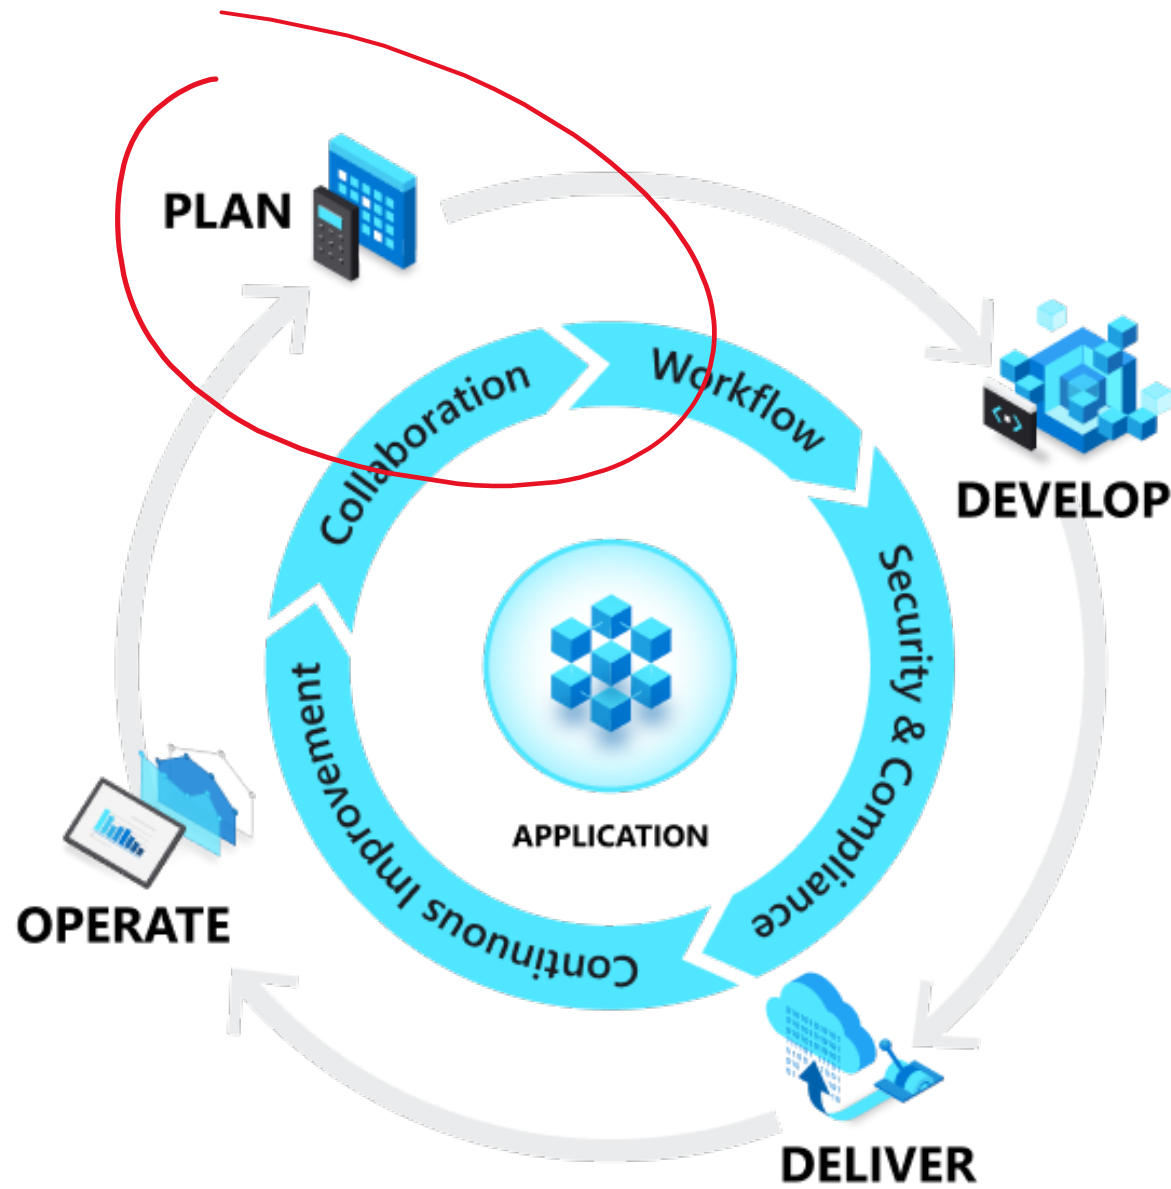 PLAN
DEVELOP
Collaboration
Workflow
Security & Compliance
Continuous Improvement
APPLICATION
OPERATE
DELIVER